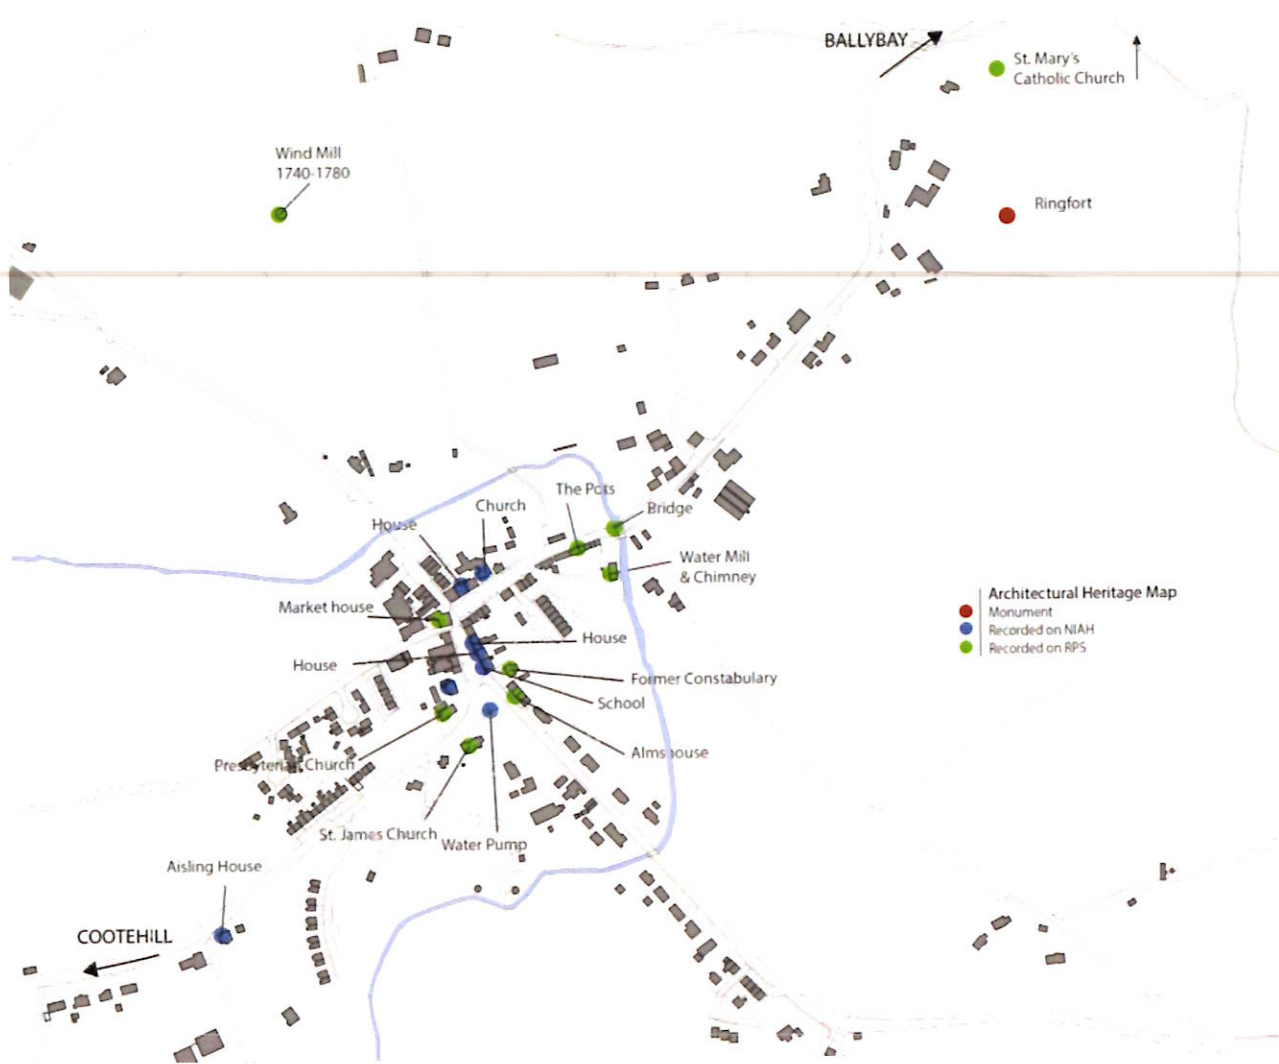 BALLYBAY
St. Mary's
Catholic Church
Wind Mill
1740-1780
Ringfort
The Pots
Church
Bridge
House
Water Mill
& Chimney
Market house
Architectural Heritage Map
Monument
Recorded on NIAH
Recorded on RPS
House
House
Former Constabulary
School
Almshouse
Presbyterian Church
St. James Church
Water Pump
Aisling House
COOTEHILL